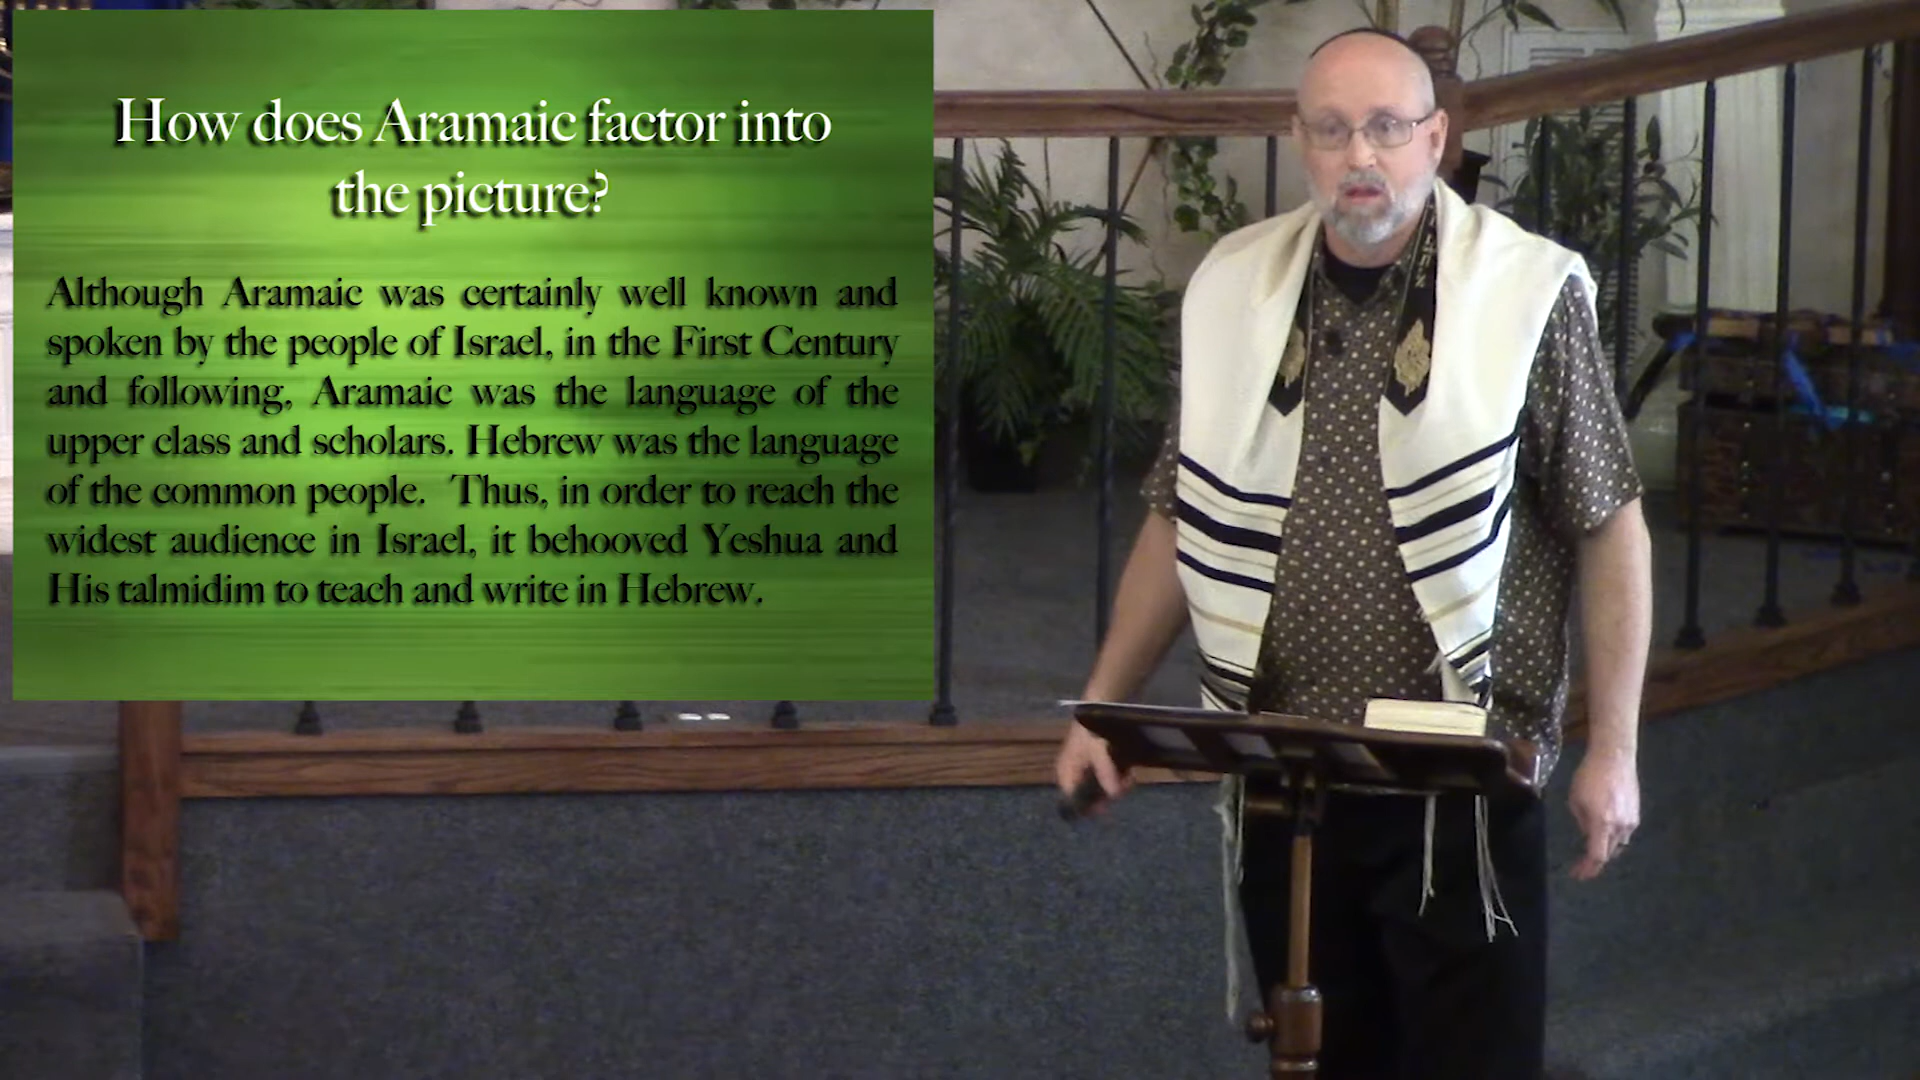 How does Aramaic factor into
the picture?
Although Aramaic was certainly well known and
spoken by the people of Israel, in the First Century
and following, Aramaic was the language of the
upper class and scholars. Hebrew was the language
of the common people.  Thus, in order to reach the
widest audience in Israel, it behooved Yeshua and
His talmidim to teach and write in Hebrew.